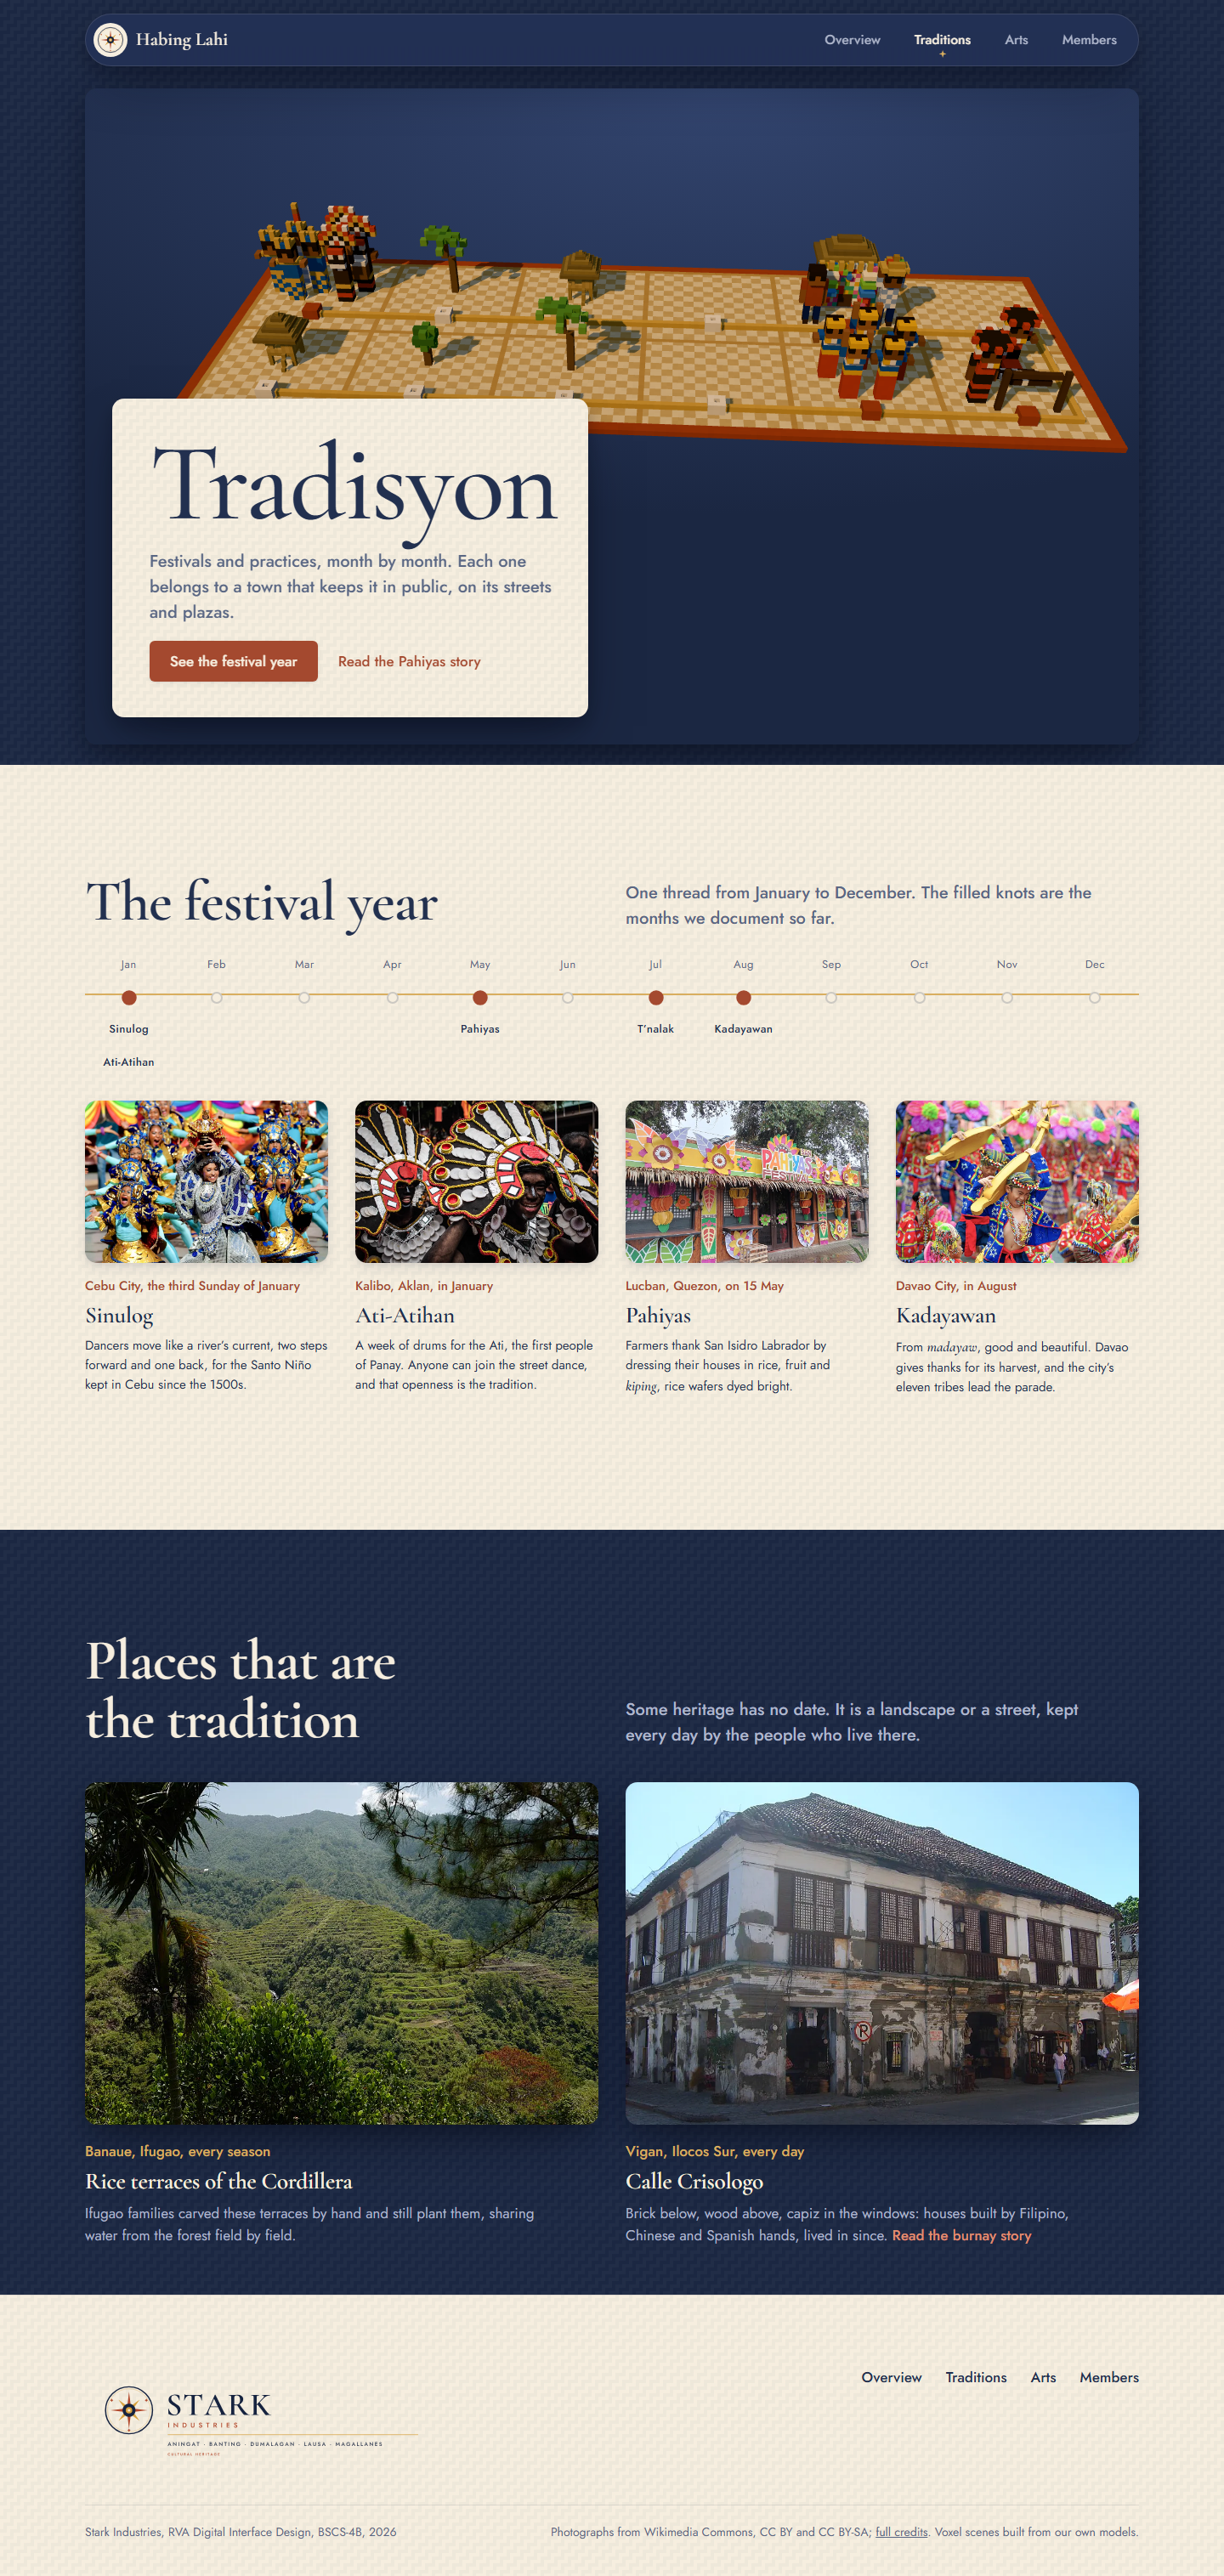 Habing Lahi
Overview Traditions Arts Members
Tradisyon
Festivals and practices, month by month. Each one
belongs to a town that keeps it in public, on its streets
and plazas.
See the festival year Read the Pahiyas story
The festival year
One thread from January to December. The filled knots are the
months we document so far.
Jan Feb Mar Apr May Jun Jul Aug Sep Oct Nov Dec
Sinulog Pahiyas T'nalak Kadayawan
Ati-Atihan
PAHIYAS
FESTIVAL
Cebu City, the third Sunday of January
Sinulog
Dancers move like a river's current, two steps
forward and one back, for the Santo Niño
kept in Cebu since the 1500s.
Kalibo, Aklan, in January
Ati-Atihan
A week of drums for the Ati, the first people
of Panay. Anyone can join the street dance,
and that openness is the tradition.
Lucban, Quezon, on 15 May
Pahiyas
Farmers thank San Isidro Labrador by
dressing their houses in rice, fruit and
kiping, rice wafers dyed bright.
Davao City, in August
Kadayawan
From madayaw, good and beautiful. Davao
gives thanks for its harvest, and the city's
eleven tribes lead the parade.
Places that are
the tradition
Some heritage has no date. It is a landscape or a street, kept
every day by the people who live there.
Banaue, Ifugao, every season
Rice terraces of the Cordillera
Ifugao families carved these terraces by hand and still plant them, sharing
water from the forest field by field.
Vigan, Ilocos Sur, every day
Calle Crisologo
Brick below, wood above, capiz in the windows: houses built by Filipino,
Chinese and Spanish hands, lived in since. Read the burnay story
Overview Traditions Arts Members
STARK
INDUSTRIES
ANINGAT · BANTING · DUMALAGAN · LAUSA · MAGALLANES
CULTURAL HERITAGE
Stark Industries, RVA Digital Interface Design, BSCS-4B, 2026
Photographs from Wikimedia Commons, CC BY and CC BY-SA; full credits. Voxel scenes built from our own models.